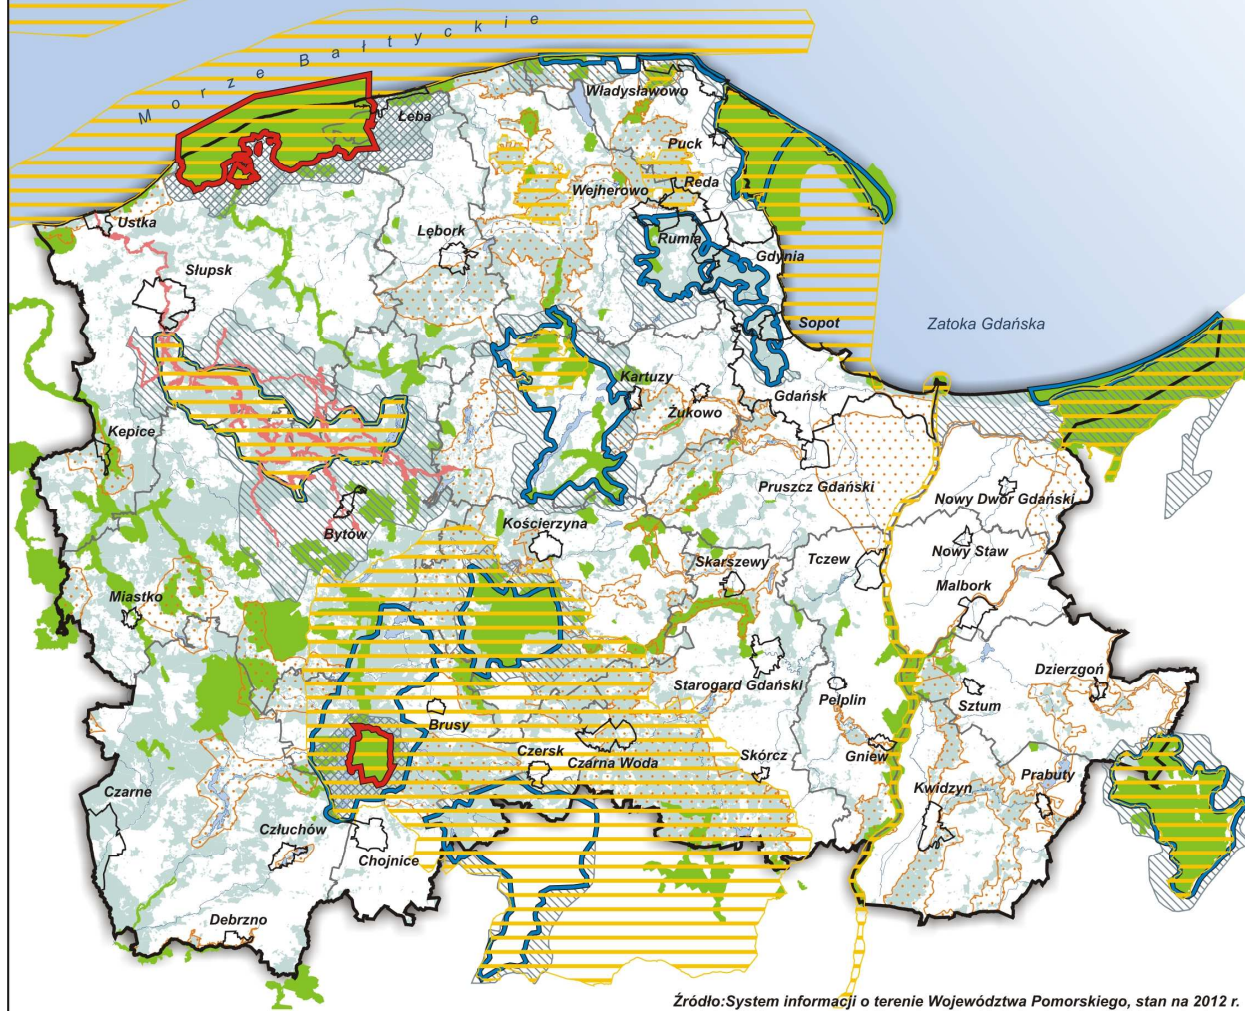 Morze Bałtyckie
Władysławowo
Łeba
Puck
Reda
Wejherowo
Ustka
Lębork
Rumia
Gdynia
Słupsk
Sopot
Zatoka Gdańska
Kartuzy
Żukowo
Gdańsk
Kępice
Pruszcz Gdański
Nowy Dwór Gdański
Bytów
Kościerzyna
Nowy Staw
Skarszewy
Tczew
Malbork
Miastko
Dzierzgoń
Starogard Gdański
Pelplin
Sztum
Brusy
Czersk
Czarna Woda
Skórcz
Gniew
Prabuty
Kwidzyn
Czarne
Człuchów
Chojnice
Debrzno
Źródło:System informacji o terenie Województwa Pomorskiego, stan na 2012 r.